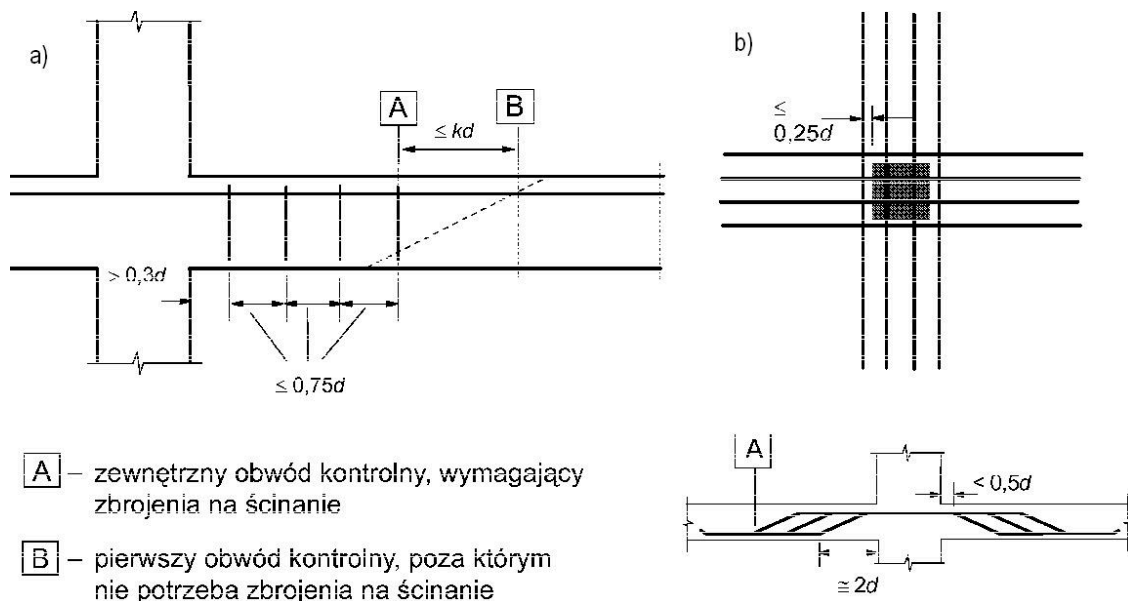 a)
A
≤ kd
B
> 0,3d
≤ 0,75d
b)
≤
0,25d
A – zewnętrzny obwód kontrolny, wymagający
zbrojenia na ścinanie
B – pierwszy obwód kontrolny, poza którym
nie potrzeba zbrojenia na ścinanie
A
< 0,5d
≅ 2d